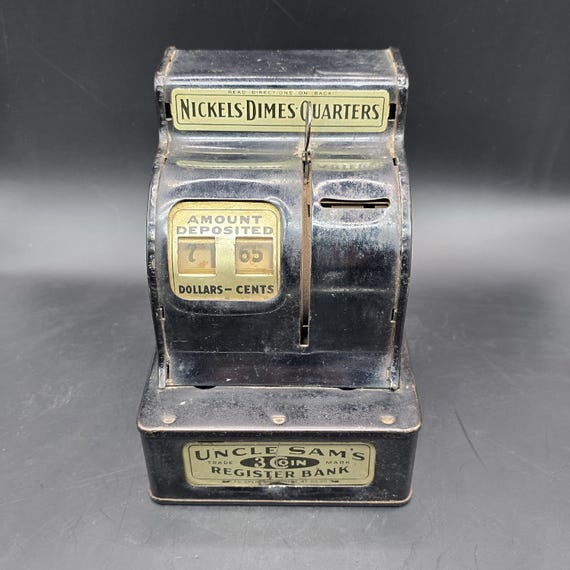 READ DIRECTIONS ON BACK
NICKELS·DIMES·QUARTERS
AMOUNT
DEPOSITED
7 65
DOLLARS – CENTS
UNCLE SAM'S
TRADE 3 COIN MARK
REGISTER BANK